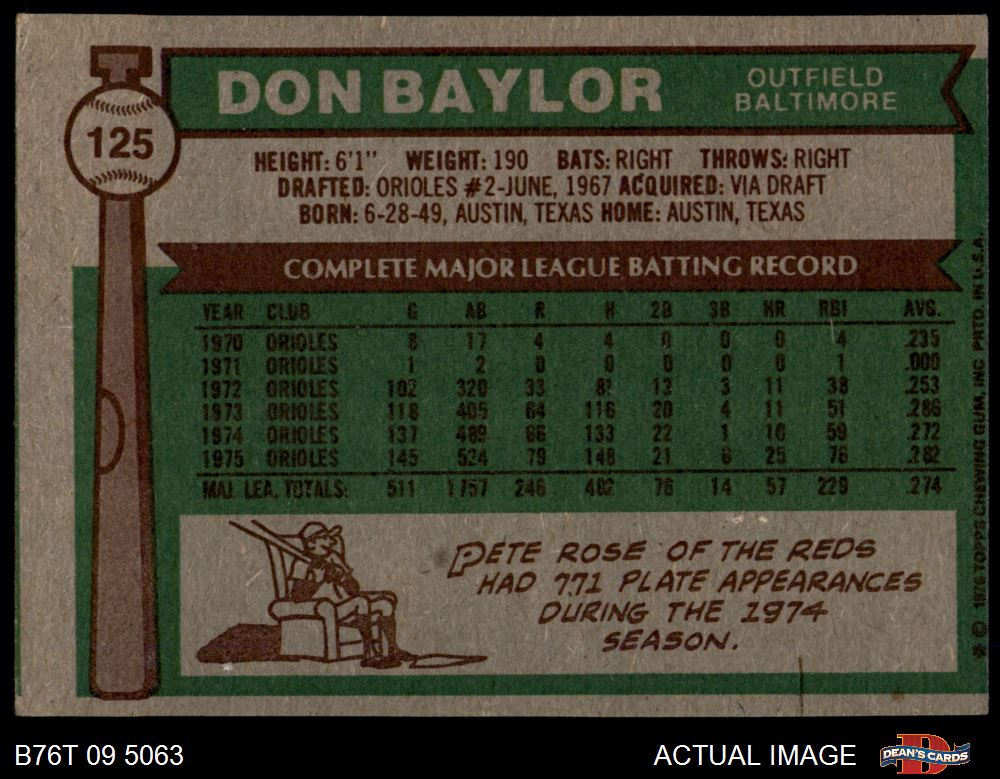 125
DON BAYLOR
OUTFIELD
BALTIMORE
HEIGHT: 6'1" WEIGHT: 190 BATS: RIGHT THROWS: RIGHT
DRAFTED: ORIOLES #2-JUNE, 1967 ACQUIRED: VIA DRAFT
BORN: 6-28-49, AUSTIN, TEXAS HOME: AUSTIN, TEXAS
COMPLETE MAJOR LEAGUE BATTING RECORD
YEAR CLUB G AB R H 2B 3B HR RBI AVG.
1970 ORIOLES 8 17 4 4 0 0 0 4 .235
1971 ORIOLES 1 2 0 0 0 0 0 1 .000
1972 ORIOLES 102 320 33 81 13 3 11 38 .253
1973 ORIOLES 118 405 64 116 20 4 11 51 .286
1974 ORIOLES 137 489 66 133 22 1 10 59 .272
1975 ORIOLES 145 524 79 148 21 6 25 76 .282
MAJ. LEA. TOTALS: 511 1757 246 482 76 14 57 229 .274
PETE ROSE OF THE REDS
HAD 771 PLATE APPEARANCES
DURING THE 1974
SEASON.
* © 1976 TOPPS CHEWING GUM, INC. PRTD. IN U.S.A.
B76T 09 5063
ACTUAL IMAGE
DEAN'S CARDS